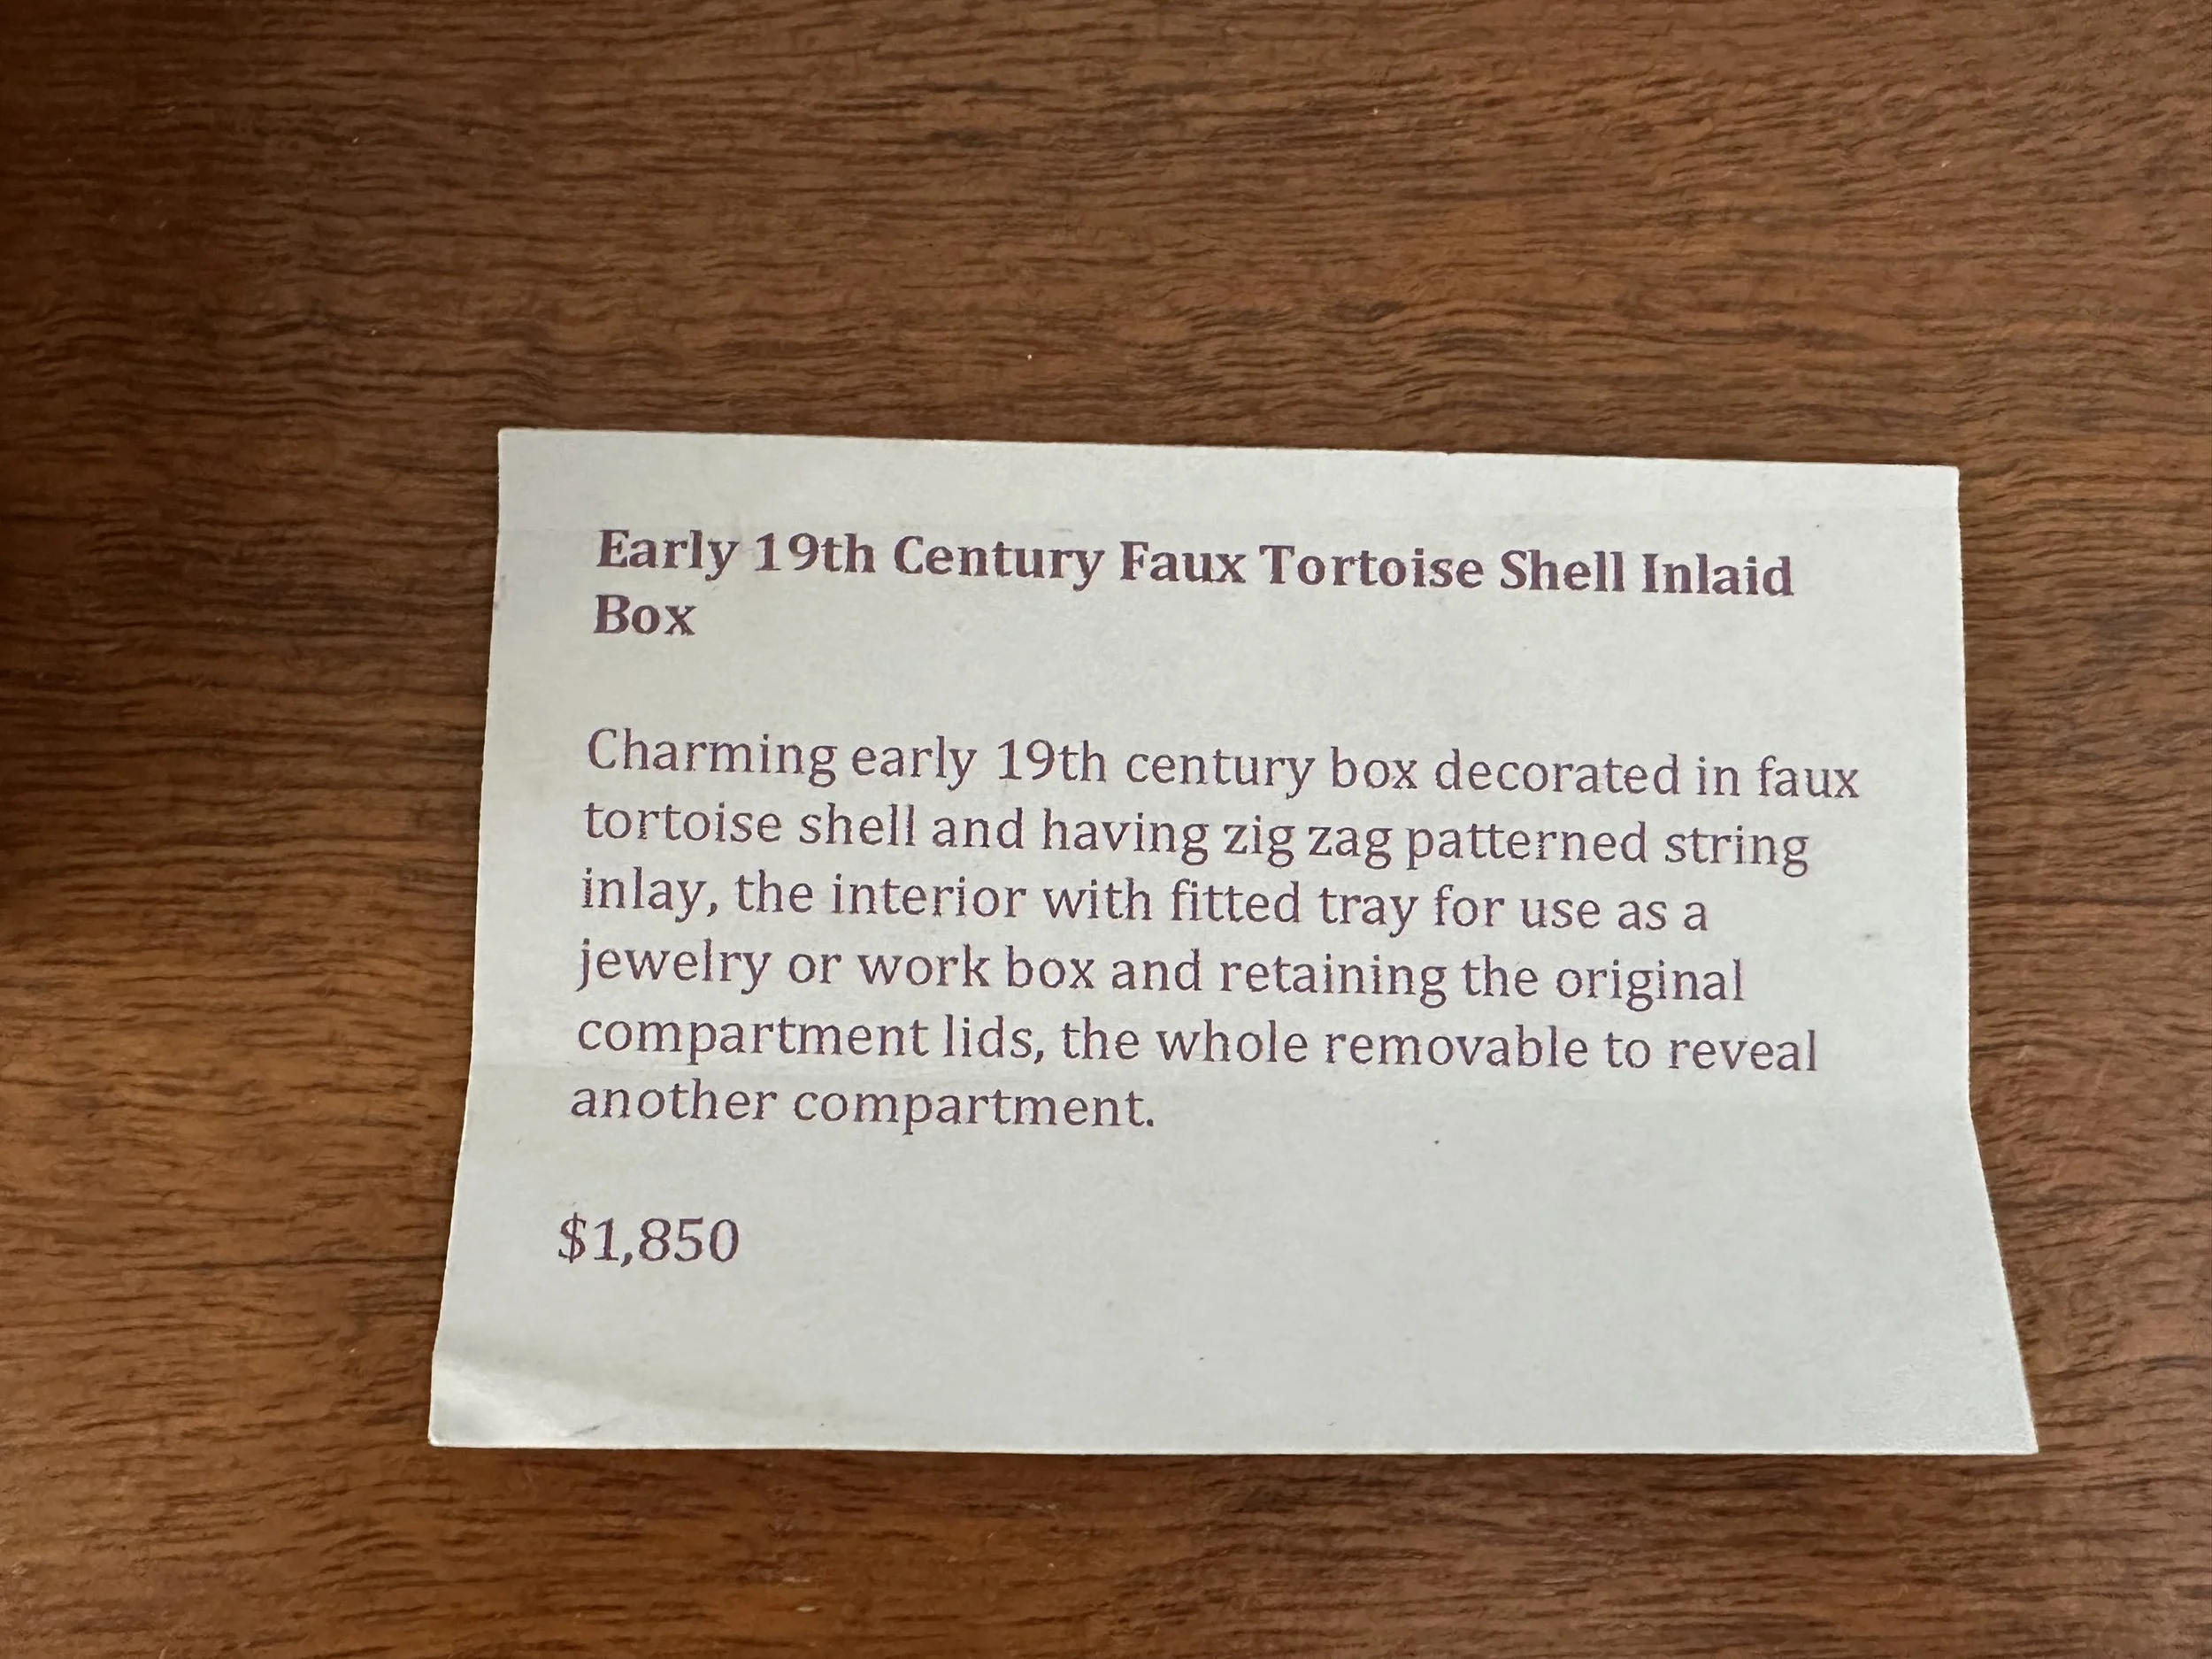 Early 19th Century Faux Tortoise Shell Inlaid
Box
Charming early 19th century box decorated in faux
tortoise shell and having zig zag patterned string
inlay, the interior with fitted tray for use as a
jewelry or work box and retaining the original
compartment lids, the whole removable to reveal
another compartment.
$1,850